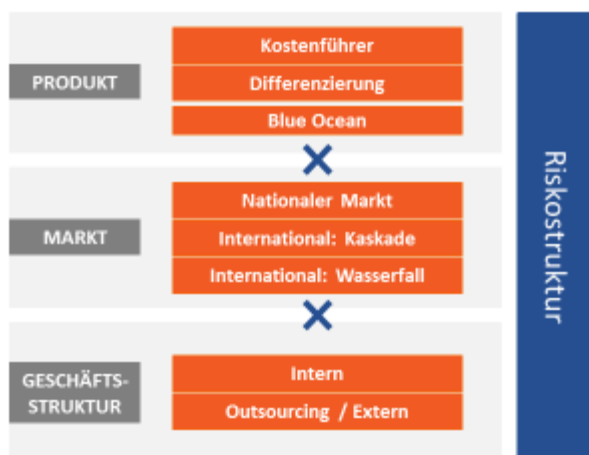 PRODUKT
Kostenführer
Differenzierung
Blue Ocean
MARKT
Nationaler Markt
International: Kaskade
International: Wasserfall
GESCHÄFTS-
STRUKTUR
Intern
Outsourcing / Extern
Riskostruktur